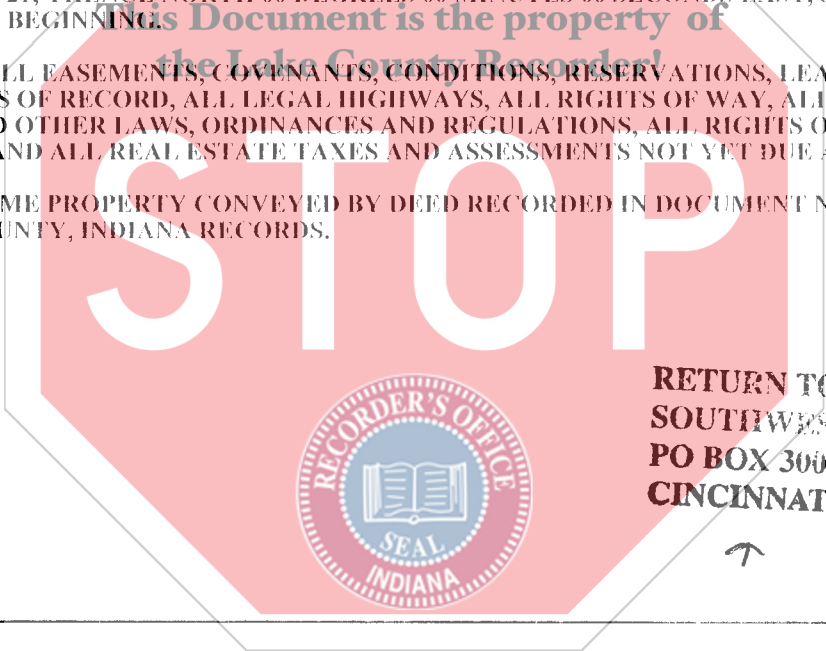 BEGINNING.
This Document is the property of
the Lake County Recorder!
LL EASEMENTS, COVENANTS, CONDITIONS, RESERVATIONS, LEA
S OF RECORD, ALL LEGAL HIGHWAYS, ALL RIGHTS OF WAY, ALL
D OTHER LAWS, ORDINANCES AND REGULATIONS, ALL RIGHTS O
AND ALL REAL ESTATE TAXES AND ASSESSMENTS NOT YET DUE A
ME PROPERTY CONVEYED BY DEED RECORDED IN DOCUMENT N
UNTY, INDIANA RECORDS.
STOP
RETURN TO
SOUTHWES
PO BOX 300
CINCINNAT
RECORDER'S OFFICE
SEAL
INDIANA